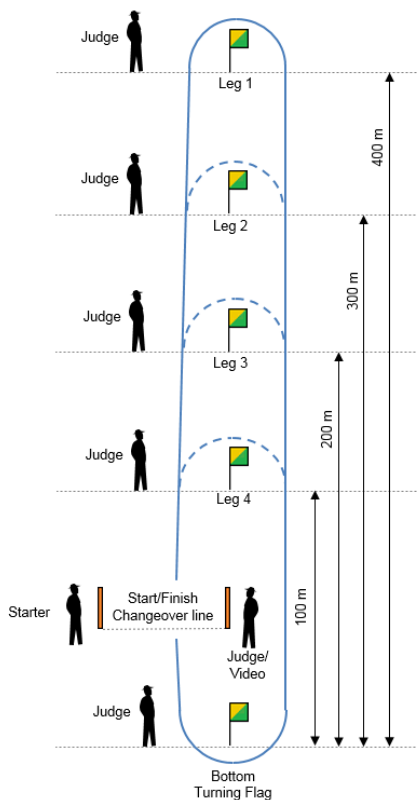 Judge
Leg 1
400 m
Judge
Leg 2
300 m
Judge
Leg 3
200 m
Judge
Leg 4
100 m
Starter
Start/Finish
Changeover line
Judge/
Video
Judge
Bottom
Turning Flag